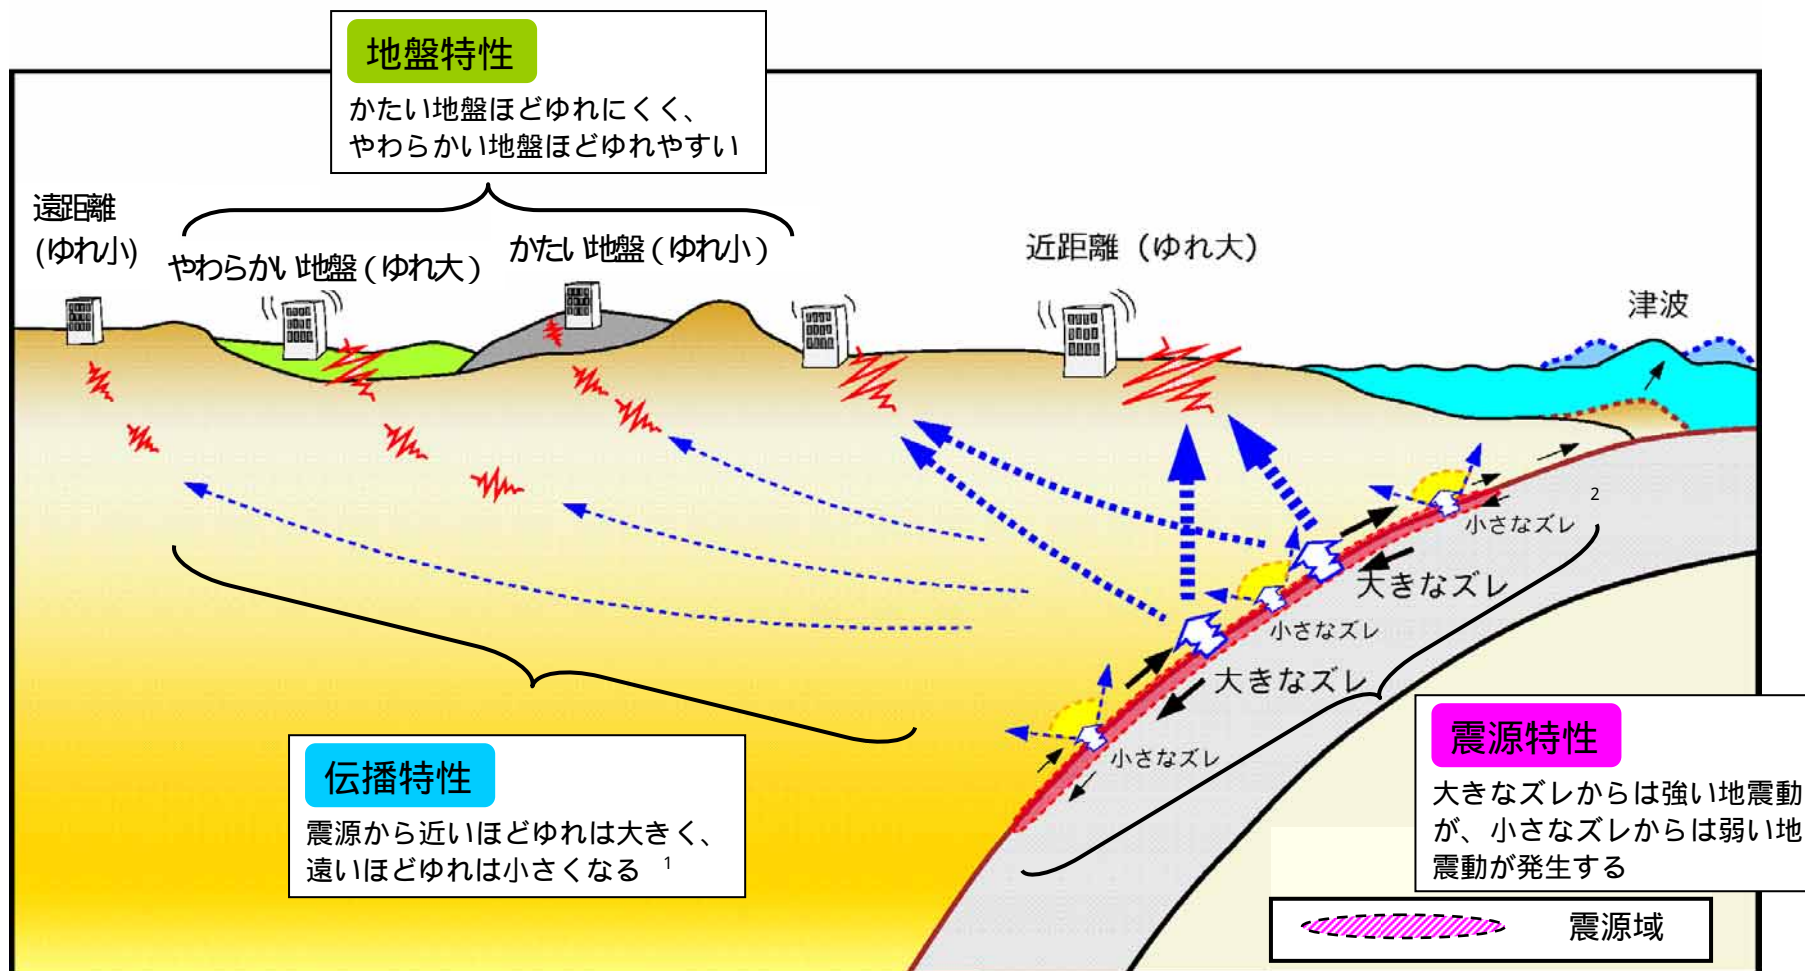 地盤特性
かたい地盤ほどゆれにくく、
やわらかい地盤ほどゆれやすい
遠距離
(ゆれ小)
やわらかい地盤(ゆれ大)
かたい地盤(ゆれ小)
近距離(ゆれ大)
津波
2
小さなズレ
大きなズレ
小さなズレ
大きなズレ
小さなズレ
伝播特性
震源から近いほどゆれは大きく、
遠いほどゆれは小さくなる 1
震源特性
大きなズレからは強い地震動
が、小さなズレからは弱い地
震動が発生する
震源域